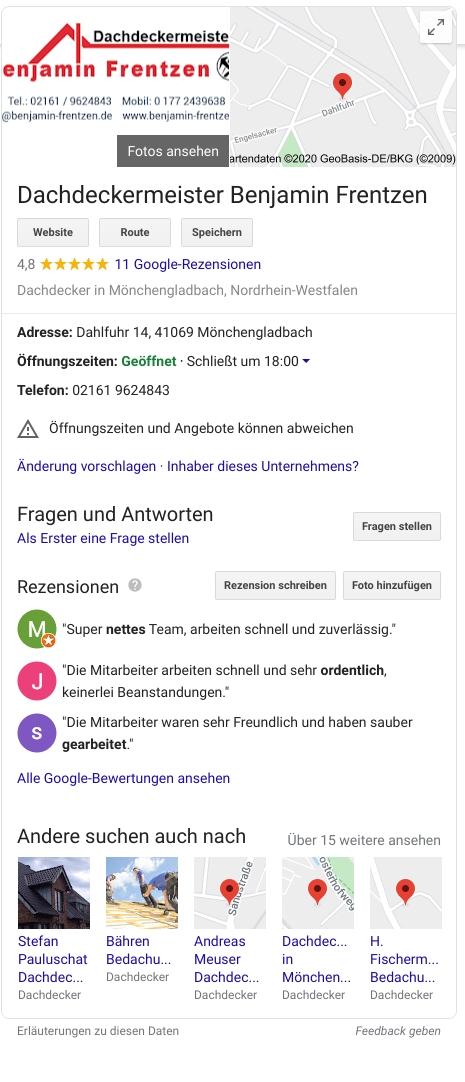 Dachdeckermeiste
enjamin Frentzen
Tel.: 02161 / 9624843 Mobil: 0 177 2439638
@benjamin-frentzen.de www.benjamin-frentze
Fotos ansehen
Dahlfuhr
Engelsacker
artendaten ©2020 GeoBasis-DE/BKG (©2009)
Dachdeckermeister Benjamin Frentzen
Website Route Speichern
4,8 11 Google-Rezensionen
Dachdecker in Mönchengladbach, Nordrhein-Westfalen
Adresse: Dahlfuhr 14, 41069 Mönchengladbach
Öffnungszeiten: Geöffnet · Schließt um 18:00
Telefon: 02161 9624843
Öffnungszeiten und Angebote können abweichen
Änderung vorschlagen · Inhaber dieses Unternehmens?
Fragen und Antworten
Fragen stellen
Als Erster eine Frage stellen
Rezensionen ? Rezension schreiben Foto hinzufügen
M "Super nettes Team, arbeiten schnell und zuverlässig."
J "Die Mitarbeiter arbeiten schnell und sehr ordentlich,
keinerlei Beanstandungen."
s "Die Mitarbeiter waren sehr Freundlich und haben sauber
gearbeitet."
Alle Google-Bewertungen ansehen
Andere suchen auch nach Über 15 weitere ansehen
Sandstraße
osterhofweg
Stefan
Pauluschat
Dachdec...
Dachdecker
Bähren
Bedachu...
Dachdecker
Andreas
Meuser
Dachdec...
Dachdecker
Dachdec...
in
Mönchen...
Dachdecker
H.
Fischerm...
Bedachu...
Dachdecker
Erläuterungen zu diesen Daten Feedback geben